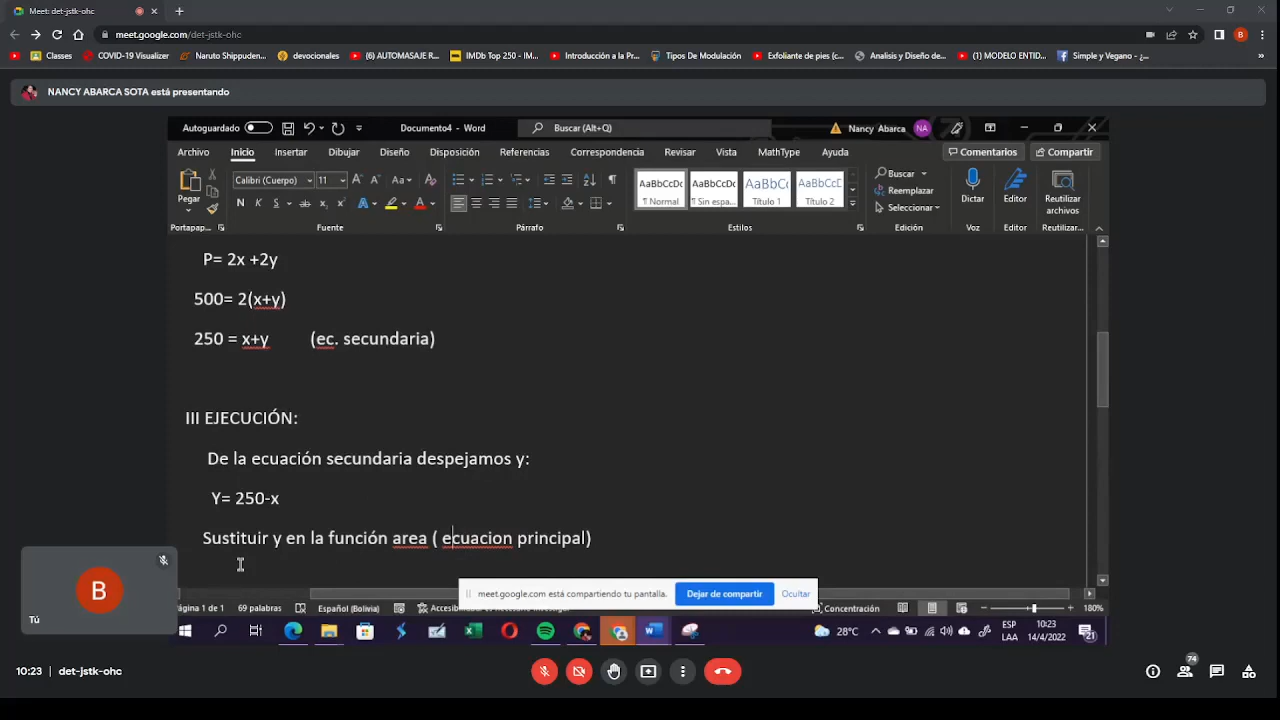 Meet: det-jstk-ohc
meet.google.com/det-jstk-ohc
Classes COVID-19 Visualizer Naruto Shippuden... devocionales (6) AUTOMASAJE R... IMDb Top 250 - IM... Introducción a la Pr... Tipos De Modulación Exfoliante de pies (c... Analisis y Diseño de... (1) MODELO ENTID... Simple y Vegano - ¿... »
NANCY ABARCA SOTA está presentando
Autoguardado Documento4 - Word Buscar (Alt+Q) Nancy Abarca NA
Archivo Inicio Insertar Dibujar Diseño Disposición Referencias Correspondencia Revisar Vista MathType Ayuda Comentarios Compartir
Pegar Calibri (Cuerpo) 11 AaBbCcDc AaBbCcDc AaBbCc AaBbCcD Buscar Reemplazar Seleccionar Dictar Editor Reutilizar archivos
¶ Normal ¶ Sin espa... Título 1 Título 2
Portapap... Fuente Párrafo Estilos Edición Voz Editor Reutilizar...
P= 2x +2y
500= 2(x+y)
250 = x+y (ec. secundaria)
III EJECUCIÓN:
De la ecuación secundaria despejamos y:
Y= 250-x
Sustituir y en la función area ( ecuacion principal)
B
Tú
meet.google.com está compartiendo tu pantalla. Dejar de compartir Ocultar
Página 1 de 1 69 palabras Español (Bolivia) Concentración 180%
28°C ESP LAA 10:23 14/4/2022 21
10:23 | det-jstk-ohc 74